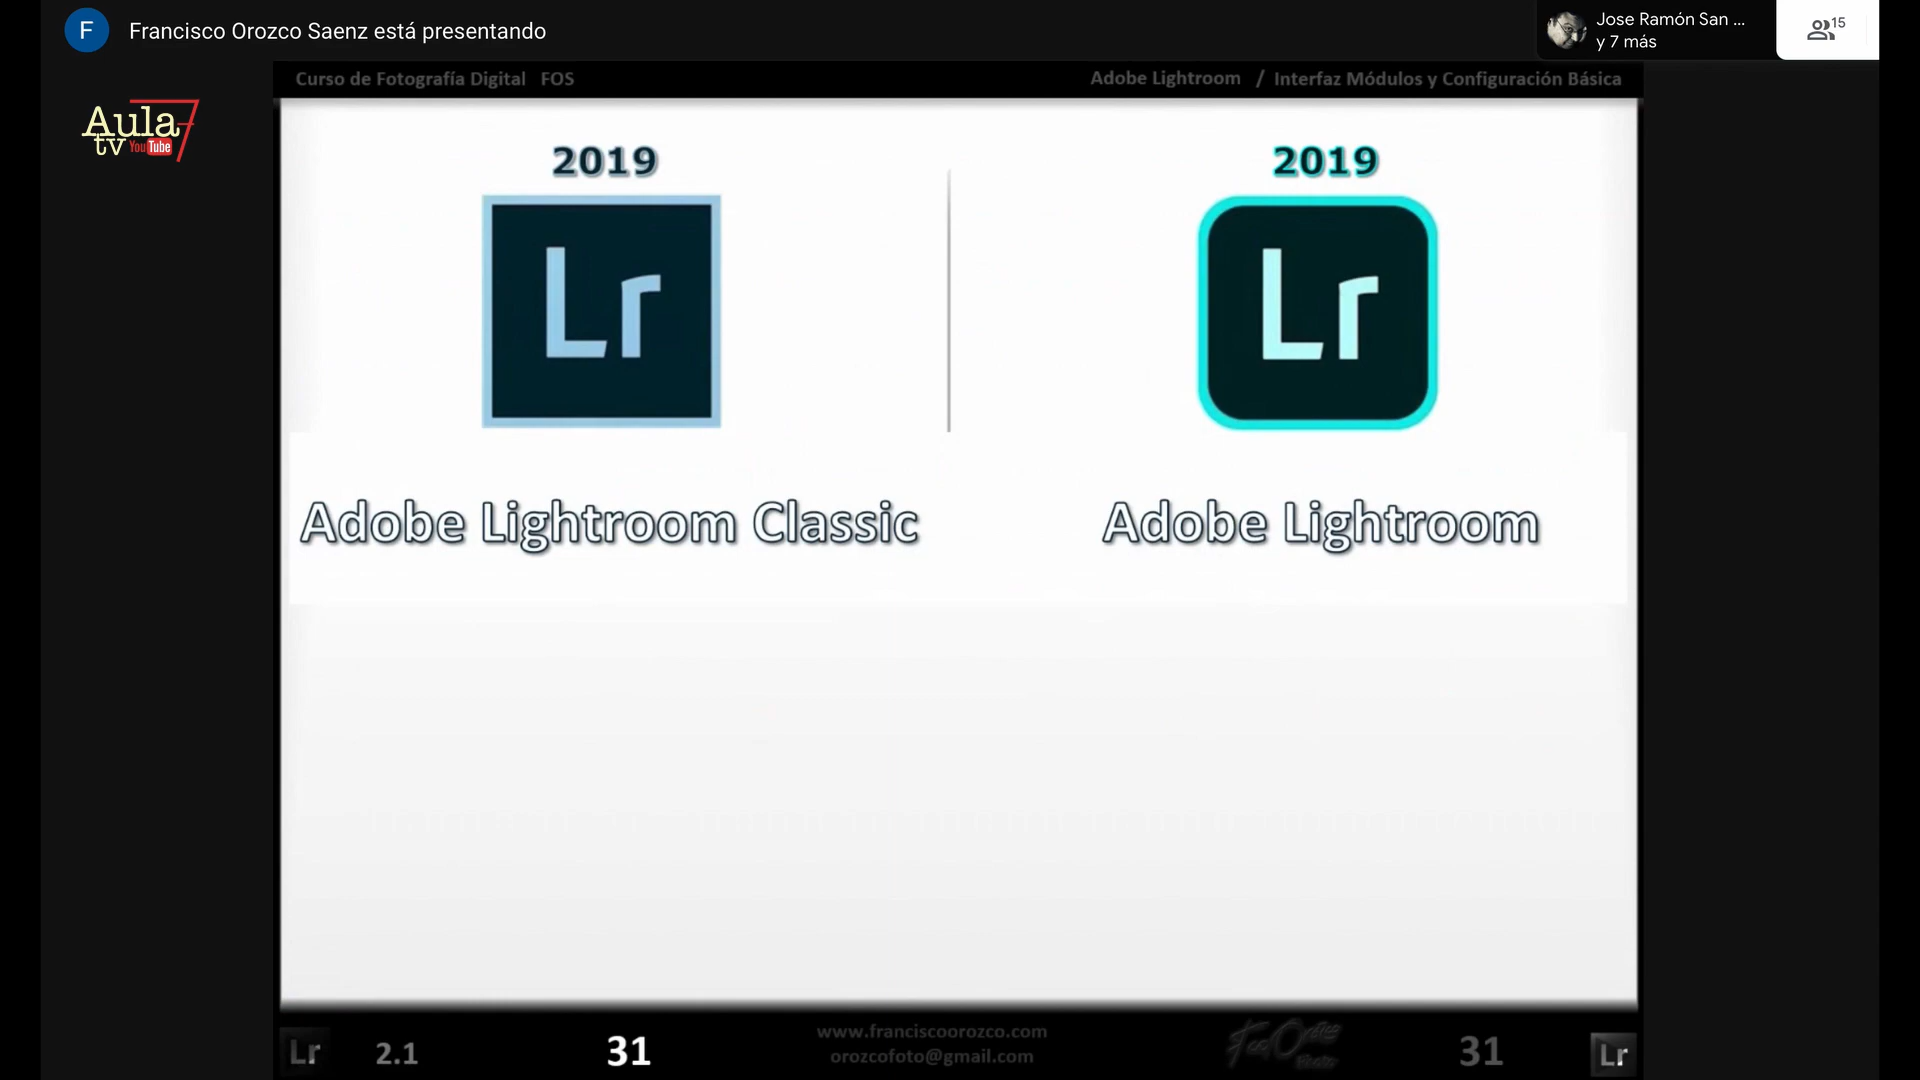 F
Francisco Orozco Saenz está presentando
Jose Ramón San ...
y 7 más
15
Curso de Fotografía Digital FOS
Adobe Lightroom / Interfaz Módulos y Configuración Básica
Aula 7
tv YouTube
2019
2019
Lr
Lr
Adobe Lightroom Classic
Adobe Lightroom
Lr
2.1
31
www.franciscoorozco.com
orozcofoto@gmail.com
31
Lr